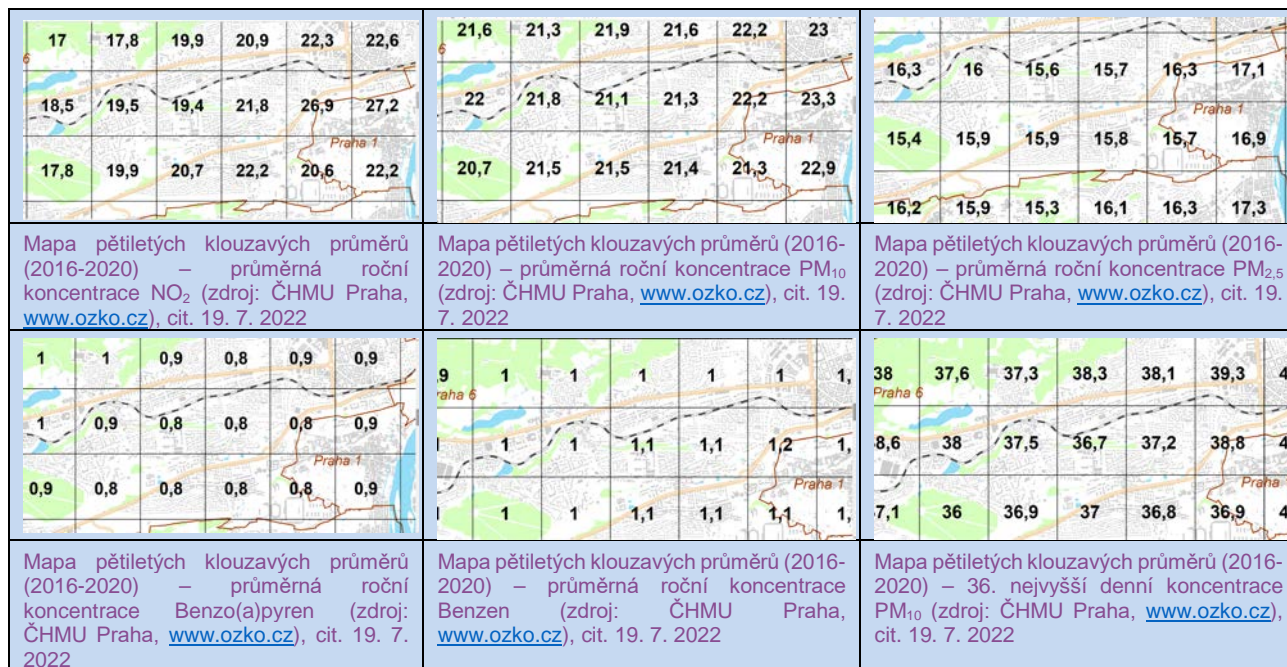 17 17,8 19,9 20,9 22,3 22,6
18,5 19,5 19,4 21,8 26,9 27,2
Praha 1
17,8 19,9 20,7 22,2 20,6 22,2
Mapa pětiletých klouzavých průměrů
(2016-2020) – průměrná roční
koncentrace NO₂ (zdroj: ČHMU Praha,
www.ozko.cz), cit. 19. 7. 2022
21,6 21,3 21,9 21,6 22,2 23
22 21,8 21,1 21,3 22,2 23,3
Praha 1
20,7 21,5 21,5 21,4 21,3 22,9
Mapa pětiletých klouzavých průměrů (2016-
2020) – průměrná roční koncentrace PM₁₀
(zdroj: ČHMU Praha, www.ozko.cz), cit. 19.
7. 2022
16,3 16 15,6 15,7 16,3 17,1
Praha 1
15,4 15,9 15,9 15,8 15,7 16,9
16,2 15,9 15,3 16,1 16,3 17,3
Mapa pětiletých klouzavých průměrů (2016-
2020) – průměrná roční koncentrace PM₂,₅
(zdroj: ČHMU Praha, www.ozko.cz), cit. 19.
7. 2022
1 1 0,9 0,8 0,9 0,9
1 0,9 0,8 0,8 0,8 0,9
Praha 1
0,9 0,8 0,8 0,8 0,8 0,9
Mapa pětiletých klouzavých průměrů
(2016-2020) – průměrná roční
koncentrace Benzo(a)pyren (zdroj:
ČHMU Praha, www.ozko.cz), cit. 19. 7.
2022
,9 1 1 1 1 1 1,
raha 6
1 1 1,1 1,1 1,2 1,
Praha 1
1 1 1,1 1,1 1,1 1,
Mapa pětiletých klouzavých průměrů (2016-
2020) – průměrná roční koncentrace
Benzen (zdroj: ČHMU Praha,
www.ozko.cz), cit. 19. 7. 2022
38 37,6 37,3 38,3 38,1 39,3 4
Praha 6
8,6 38 37,5 36,7 37,2 38,8 4
Praha
7,1 36 36,9 37 36,8 36,9 4
Mapa pětiletých klouzavých průměrů (2016-
2020) – 36. nejvyšší denní koncentrace
PM₁₀ (zdroj: ČHMU Praha, www.ozko.cz),
cit. 19. 7. 2022